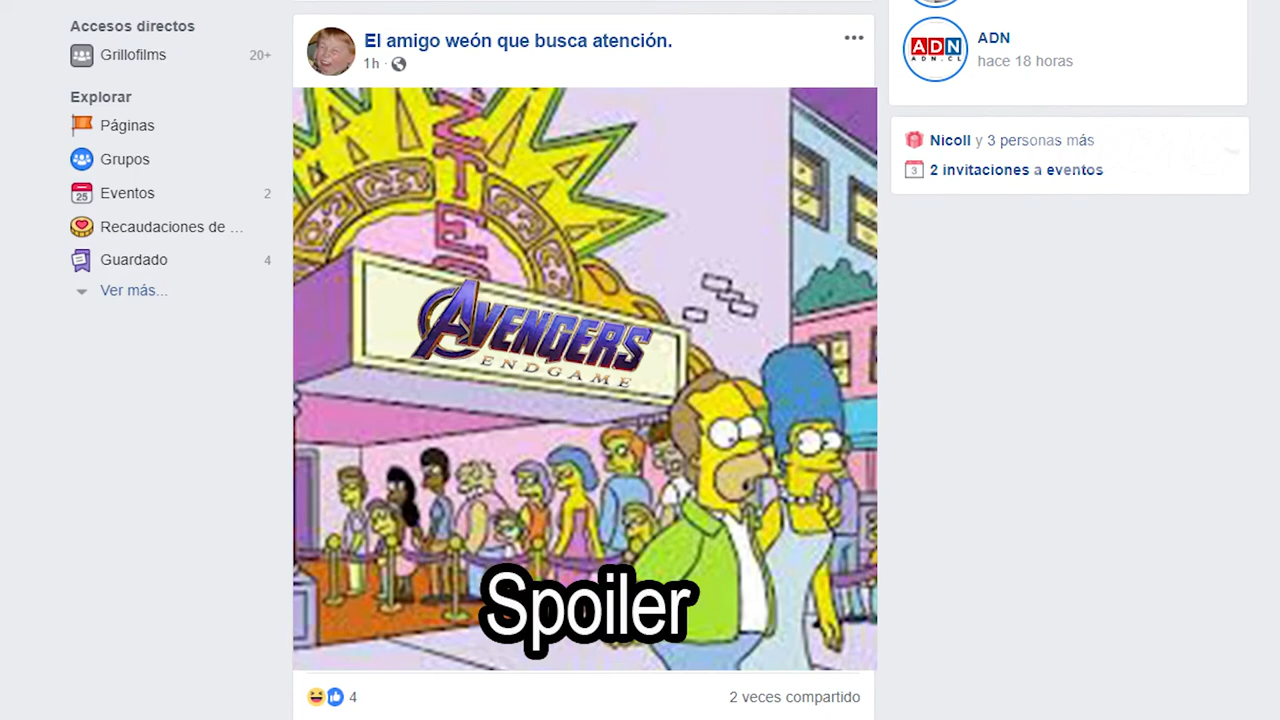 Accesos directos
Grillofilms 20+
Explorar
Páginas
Grupos
25 Eventos 2
Recaudaciones de ...
Guardado 4
Ver más...
El amigo weón que busca atención.
1h ·
AVENGERS
ENDGAME
Spoiler
4
2 veces compartido
ADN
ADN.CL
ADN
hace 18 horas
Nicoll y 3 personas más
3 2 invitaciones a eventos